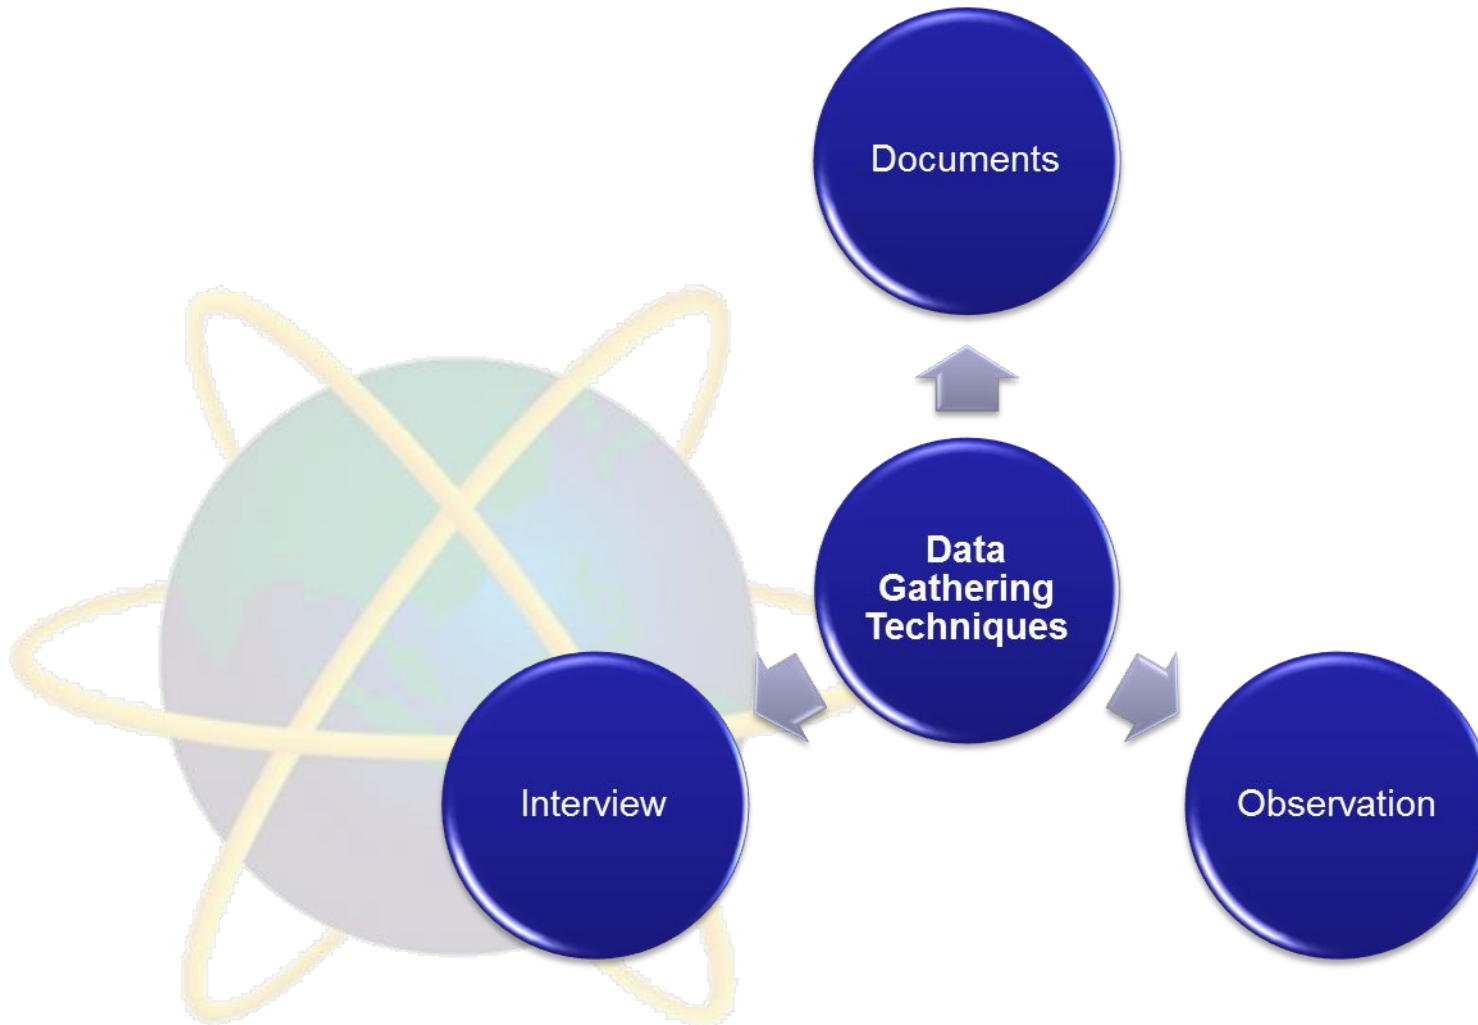 Documents
Data
Gathering
Techniques
Interview
Observation